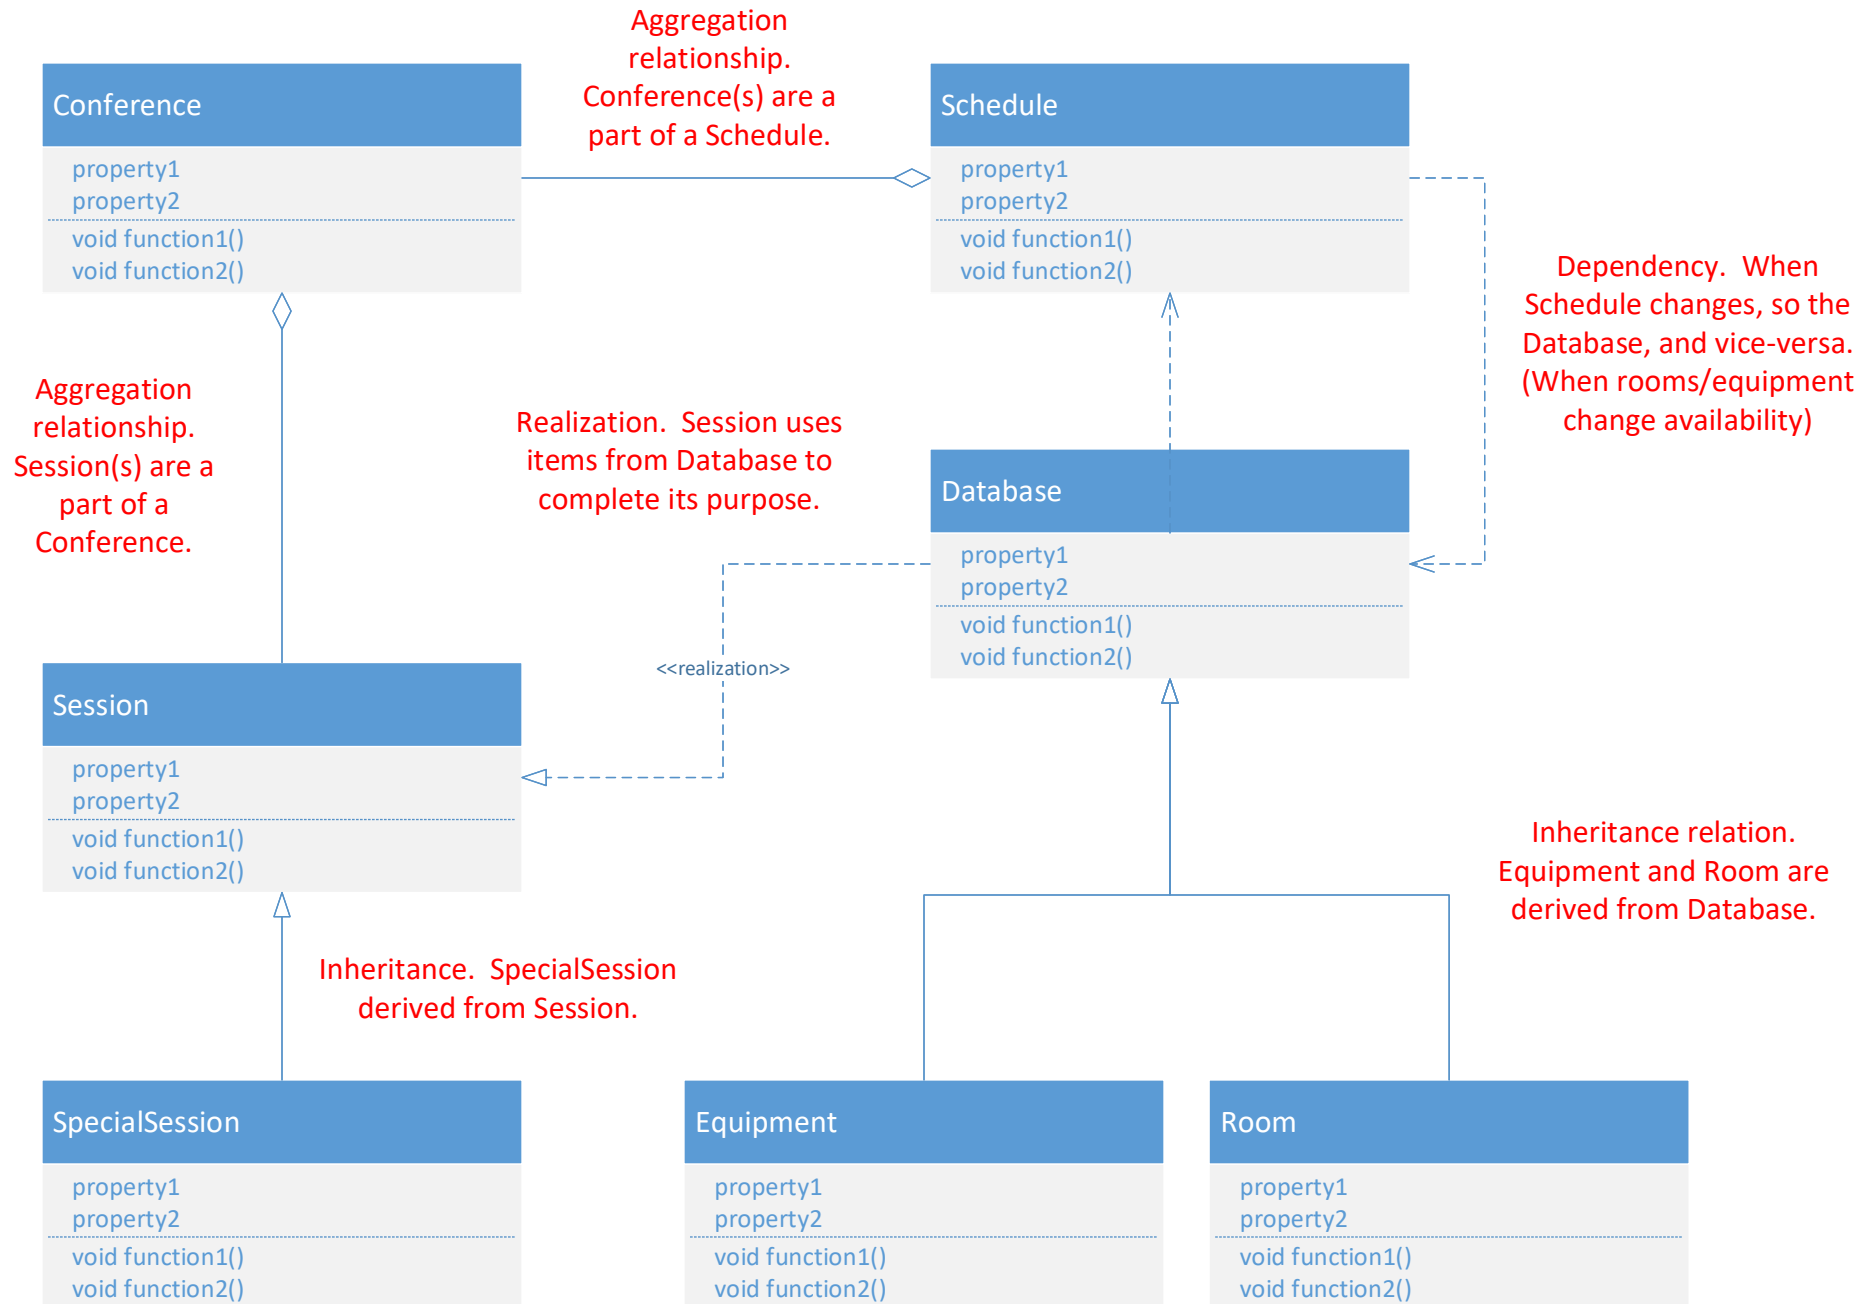 Aggregation
relationship.
Conference(s) are a
part of a Schedule.
Conference
property1
property2
void function1()
void function2()
Schedule
property1
property2
void function1()
void function2()
Dependency.  When
Schedule changes, so the
Database, and vice-versa.
(When rooms/equipment
change availability)
Aggregation
relationship.
Session(s) are a
part of a
Conference.
Realization.  Session uses
items from Database to
complete its purpose.
Database
property1
property2
void function1()
void function2()
<<realization>>
Session
property1
property2
void function1()
void function2()
Inheritance relation.
Equipment and Room are
derived from Database.
Inheritance.  SpecialSession
derived from Session.
SpecialSession
property1
property2
void function1()
void function2()
Equipment
property1
property2
void function1()
void function2()
Room
property1
property2
void function1()
void function2()